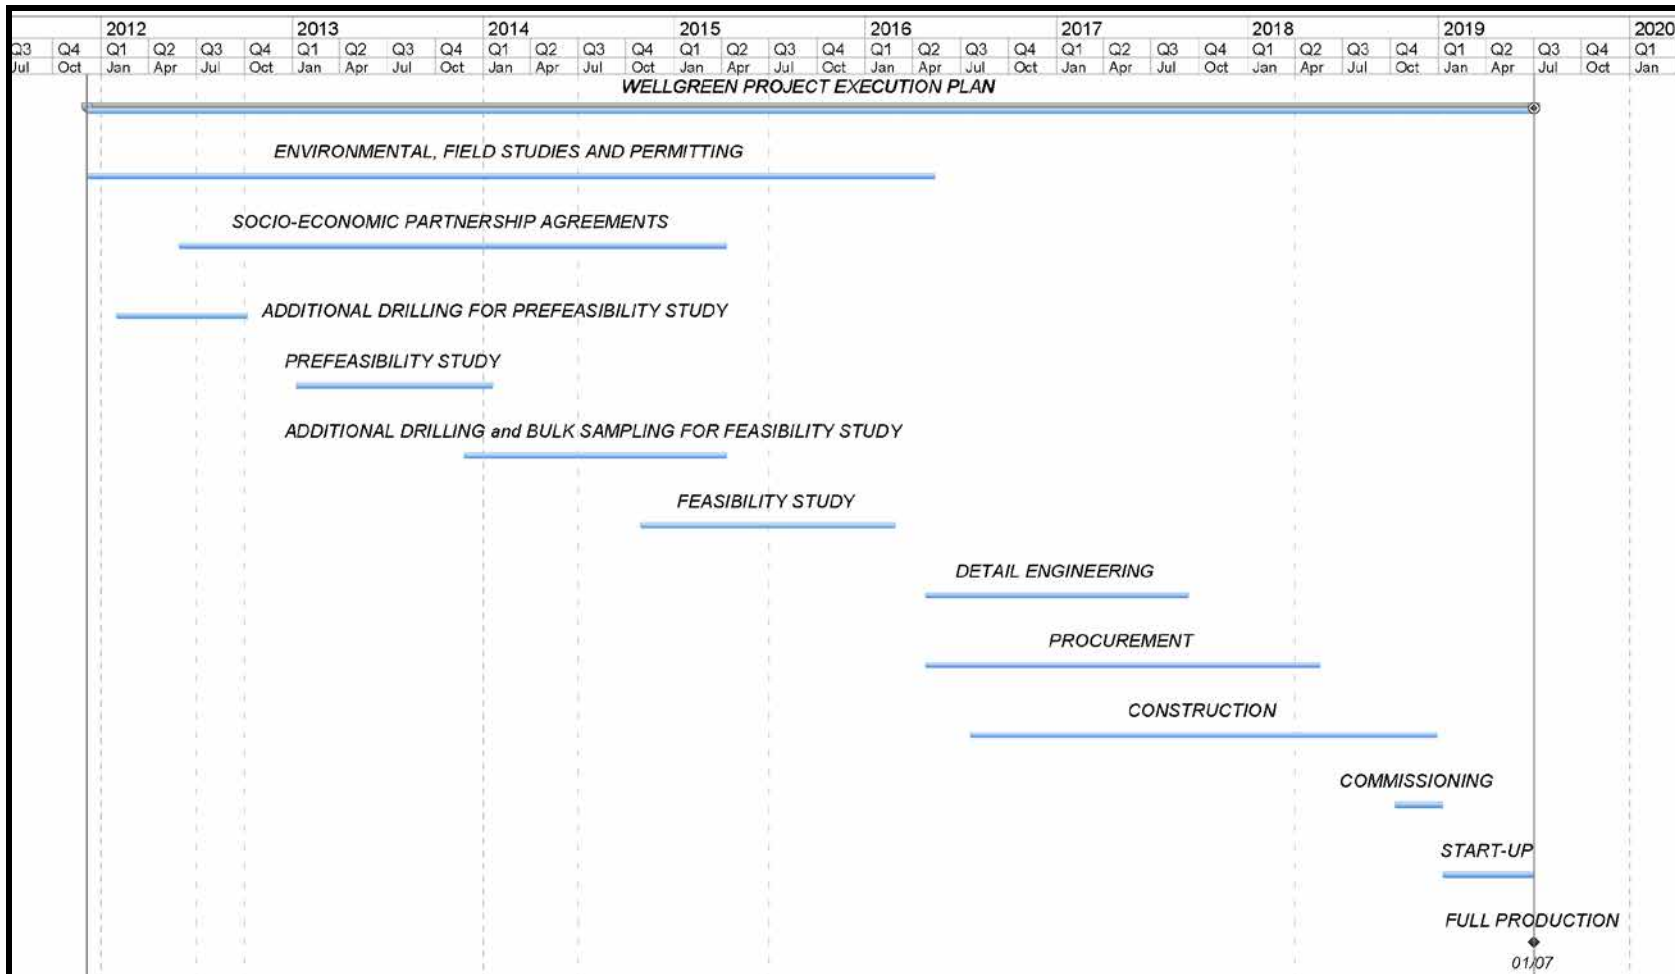 2012 2013 2014 2015 2016 2017 2018 2019 2020
Q3 Q4 Q1 Q2 Q3 Q4 Q1 Q2 Q3 Q4 Q1 Q2 Q3 Q4 Q1 Q2 Q3 Q4 Q1 Q2 Q3 Q4 Q1 Q2 Q3 Q4 Q1 Q2 Q3 Q4 Q1 Q2 Q3 Q4 Q1
Jul Oct Jan Apr Jul Oct Jan Apr Jul Oct Jan Apr Jul Oct Jan Apr Jul Oct Jan Apr Jul Oct Jan Apr Jul Oct Jan Apr Jul Oct Jan Apr Jul Oct Jan
WELLGREEN PROJECT EXECUTION PLAN
ENVIRONMENTAL, FIELD STUDIES AND PERMITTING
SOCIO-ECONOMIC PARTNERSHIP AGREEMENTS
ADDITIONAL DRILLING FOR PREFEASIBILITY STUDY
PREFEASIBILITY STUDY
ADDITIONAL DRILLING and BULK SAMPLING FOR FEASIBILITY STUDY
FEASIBILITY STUDY
DETAIL ENGINEERING
PROCUREMENT
CONSTRUCTION
COMMISSIONING
START-UP
FULL PRODUCTION
01/07